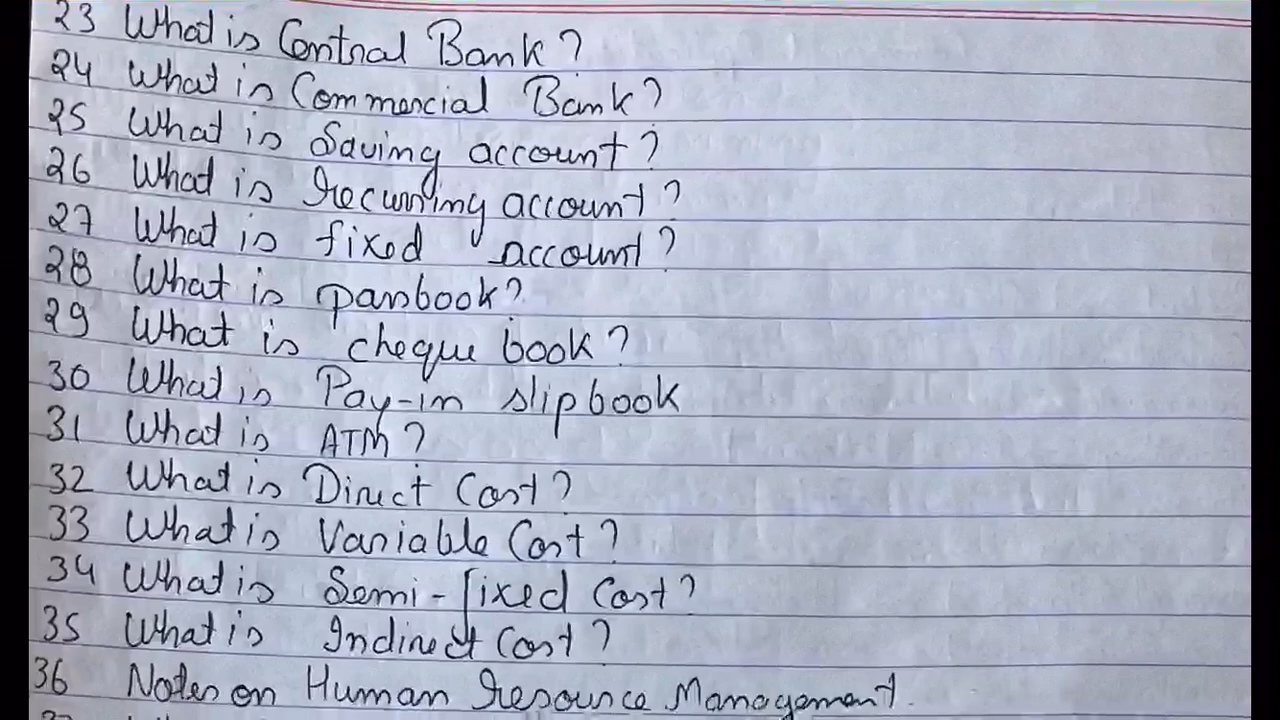 23 What is Central Bank?
24 What is Commercial Bank?
25 What is Saving account?
26 What is recurring account?
27 What is fixed account?
28 What is passbook?
29 What is cheque book?
30 What is Pay-in slipbook
31 What is ATM?
32 What is Direct Cost?
33 What is Variable Cost?
34 What is Semi-fixed Cost?
35 What is Indirect Cost?
36 Notes on Human resource Management.